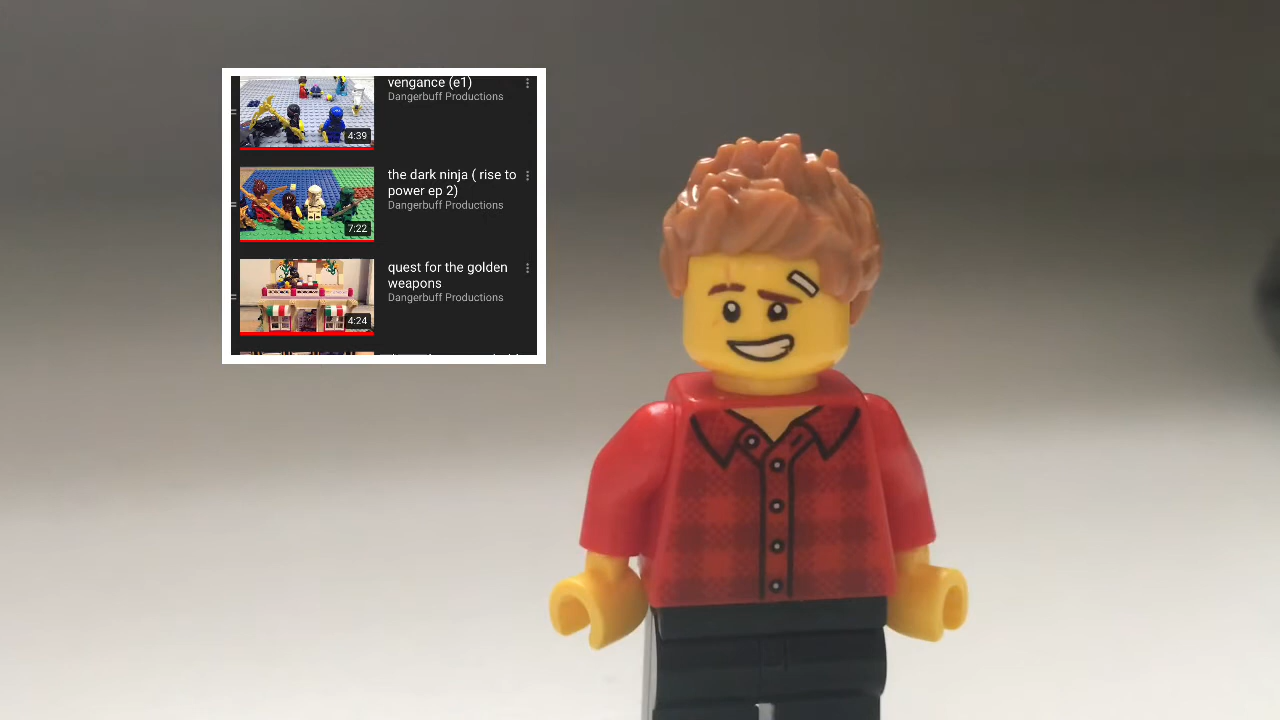 vengance (e1)
Dangerbuff Productions
4:39
the dark ninja ( rise to
power ep 2)
Dangerbuff Productions
7:22
quest for the golden
weapons
Dangerbuff Productions
4:24